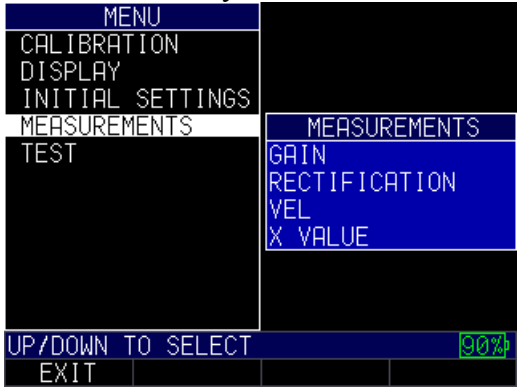 MENU
CALIBRATION
DISPLAY
INITIAL SETTINGS
MEASUREMENTS
TEST
MEASUREMENTS
GAIN
RECTIFICATION
VEL
X VALUE
UP/DOWN TO SELECT 90%
EXIT